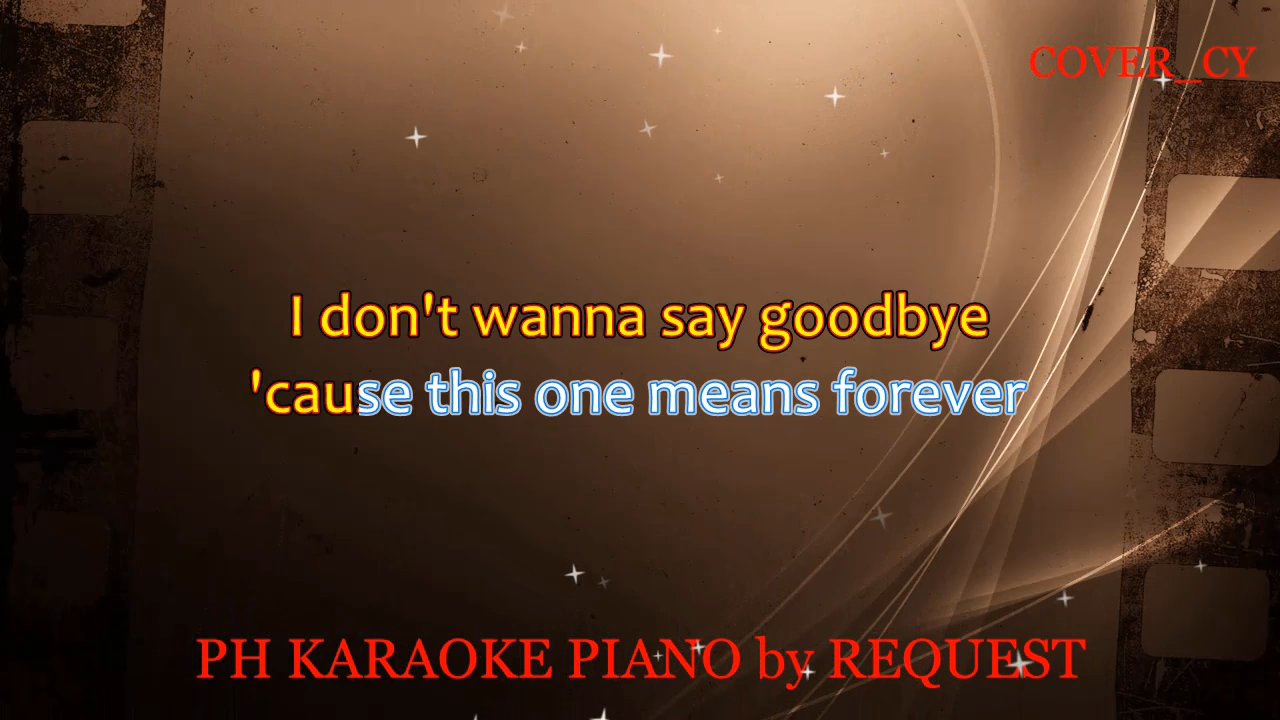 COVER_CY
I don't wanna say goodbye
'cause this one means forever
PH KARAOKE PIANO by REQUEST